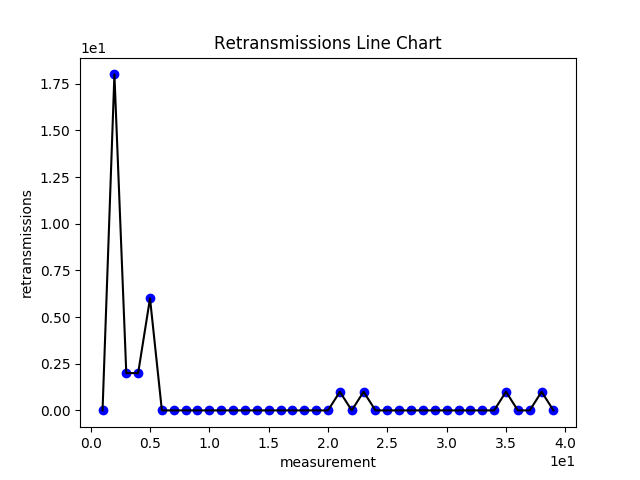 Retransmissions Line Chart
1e1
1.75
1.50
1.25
1.00
0.75
0.50
0.25
0.00
retransmissions
0.0 0.5 1.0 1.5 2.0 2.5 3.0 3.5 4.0
measurement
1e1